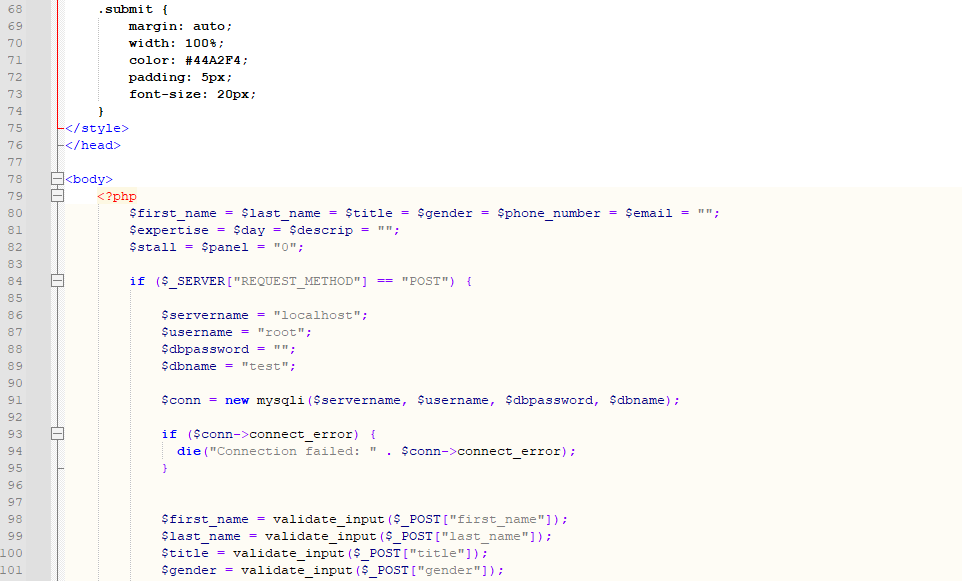 68 .submit {
69 margin: auto;
70 width: 100%;
71 color: #44A2F4;
72 padding: 5px;
73 font-size: 20px;
74 }
75 </style>
76 </head>
77
78 <body>
79 <?php
80 $first_name = $last_name = $title = $gender = $phone_number = $email = "";
81 $expertise = $day = $descrip = "";
82 $stall = $panel = "0";
83
84 if ($_SERVER["REQUEST_METHOD"] == "POST") {
85
86 $servername = "localhost";
87 $username = "root";
88 $dbpassword = "";
89 $dbname = "test";
90
91 $conn = new mysqli($servername, $username, $dbpassword, $dbname);
92
93 if ($conn->connect_error) {
94 die("Connection failed: " . $conn->connect_error);
95 }
96
97
98 $first_name = validate_input($_POST["first_name"]);
99 $last_name = validate_input($_POST["last_name"]);
100 $title = validate_input($_POST["title"]);
101 $gender = validate_input($_POST["gender"]);